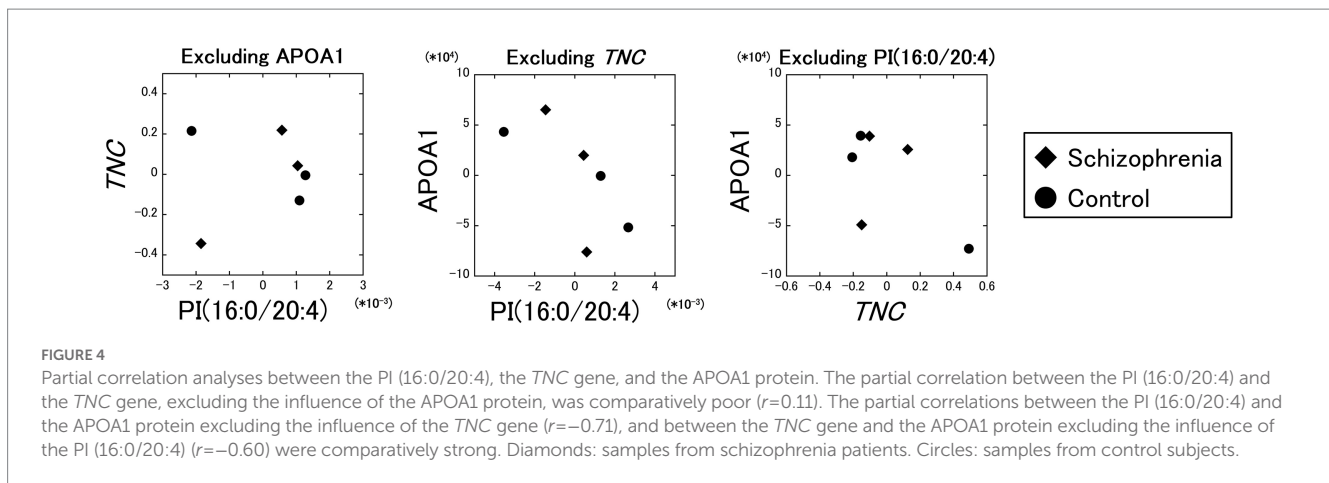 Excluding APOA1
TNC
0.4
0.2
0
−0.2
−0.4
−3 −2 −1 0 1 2 3
(*10⁻³)
PI(16:0/20:4)
(*10⁴)
Excluding TNC
APOA1
10
5
0
−5
−10
−4 −2 0 2 4
(*10⁻³)
PI(16:0/20:4)
(*10⁴) Excluding PI(16:0/20:4)
APOA1
10
5
0
−5
−10
−0.6 −0.4 −0.2 0 0.2 0.4 0.6
TNC
Schizophrenia
Control
FIGURE 4
Partial correlation analyses between the PI (16:0/20:4), the TNC gene, and the APOA1 protein. The partial correlation between the PI (16:0/20:4) and
the TNC gene, excluding the influence of the APOA1 protein, was comparatively poor (r=0.11). The partial correlations between the PI (16:0/20:4) and
the APOA1 protein excluding the influence of the TNC gene (r=−0.71), and between the TNC gene and the APOA1 protein excluding the influence of
the PI (16:0/20:4) (r=−0.60) were comparatively strong. Diamonds: samples from schizophrenia patients. Circles: samples from control subjects.